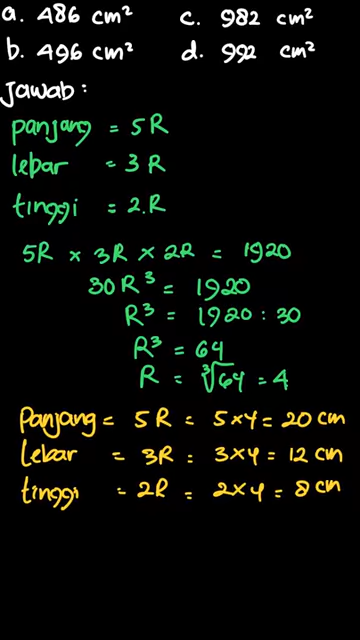 a. 486 cm² c. 982 cm²
b. 496 cm² d. 992 cm²
Jawab :
panjang = 5R
lebar = 3R
tinggi = 2.R
5R × 3R × 2R = 1920
30R³ = 1920
R³ = 1920 : 30
R³ = 64
R = ³√64 = 4
Panjang = 5R = 5×4 = 20 cm
lebar = 3R = 3×4 = 12 cm
tinggi = 2R = 2×4 = 8 cm